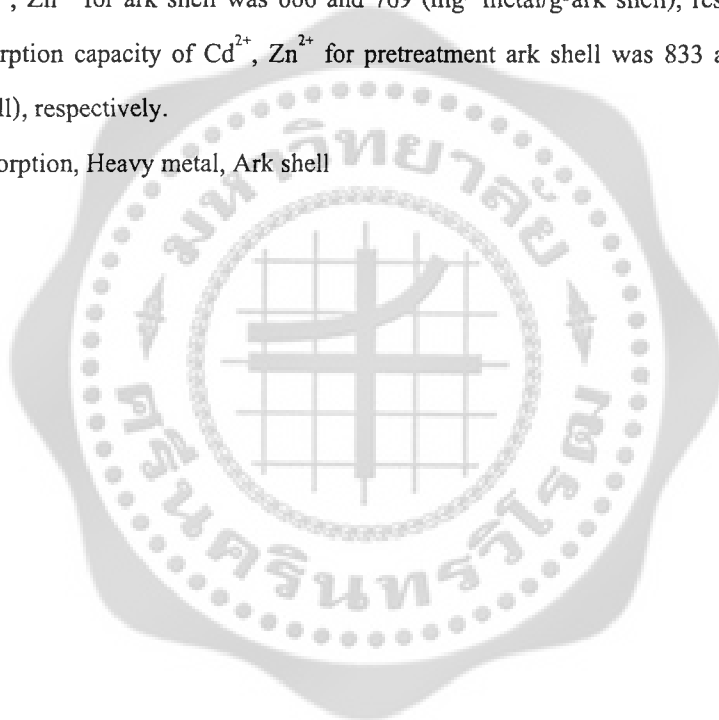 , Zn²⁺ for ark shell was 666 and 769 (mg metal/g-ark shell), res
rption capacity of Cd²⁺, Zn²⁺ for pretreatment ark shell was 833 a
ll), respectively.
orption, Heavy metal, Ark shell
มหาวิทยาลัย
ศรีนครินทรวิโรฒ